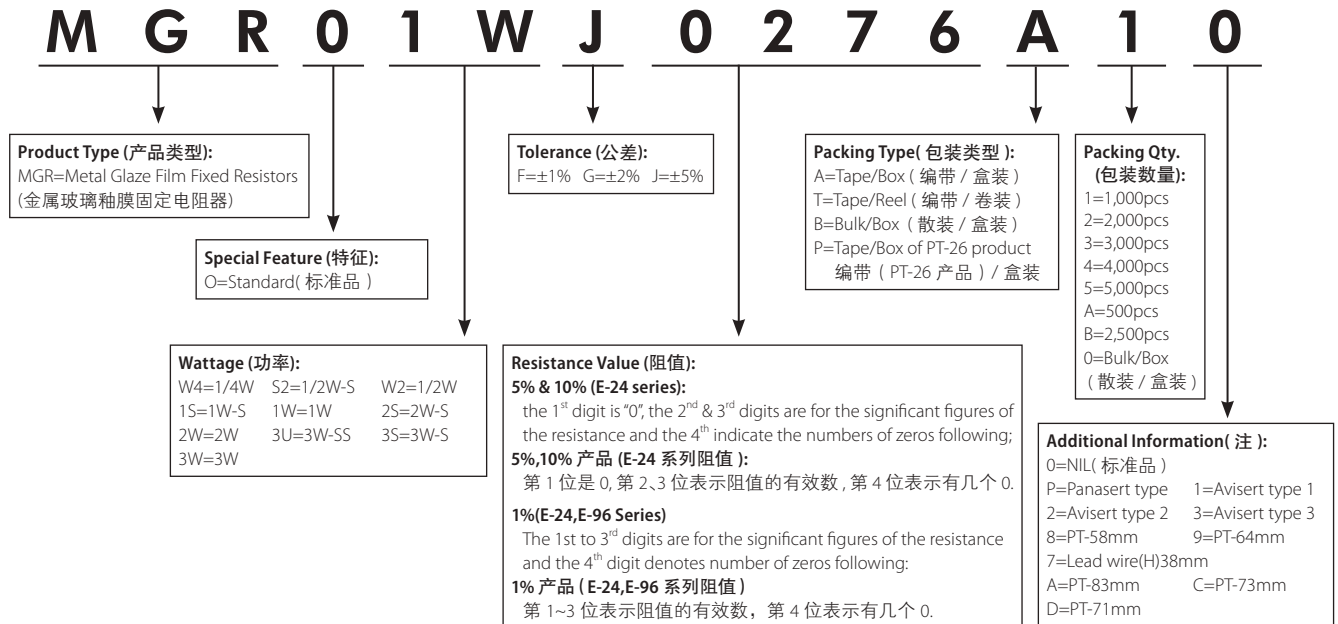 M G R 0 1 W J 0 2 7 6 A 1 0
Product Type (产品类型):
MGR=Metal Glaze Film Fixed Resistors
(金属玻璃釉膜固定电阻器)
Special Feature (特征):
O=Standard( 标准品 )
Wattage (功率):
W4=1/4W S2=1/2W-S W2=1/2W
1S=1W-S 1W=1W 2S=2W-S
2W=2W 3U=3W-SS 3S=3W-S
3W=3W
Tolerance (公差):
F=±1% G=±2% J=±5%
Resistance Value (阻值):
5% & 10% (E-24 series):
the 1st digit is "0", the 2nd & 3rd digits are for the significant figures of
the resistance and the 4th indicate the numbers of zeros following;
5%,10% 产品 (E-24 系列阻值 ):
第 1 位是 0, 第 2、3 位表示阻值的有效数 , 第 4 位表示有几个 0.
1%(E-24,E-96 Series)
The 1st to 3rd digits are for the significant figures of the resistance
and the 4th digit denotes number of zeros following:
1% 产品 ( E-24,E-96 系列阻值 )
第 1~3 位表示阻值的有效数，第 4 位表示有几个 0.
Packing Type( 包装类型 ):
A=Tape/Box ( 编带 / 盒装 )
T=Tape/Reel ( 编带 / 卷装 )
B=Bulk/Box ( 散装 / 盒装 )
P=Tape/Box of PT-26 product
编带 ( PT-26 产品 ) / 盒装
Packing Qty.
(包装数量):
1=1,000pcs
2=2,000pcs
3=3,000pcs
4=4,000pcs
5=5,000pcs
A=500pcs
B=2,500pcs
0=Bulk/Box
( 散装 / 盒装 )
Additional Information( 注 ):
0=NIL( 标准品 )
P=Panasert type 1=Avisert type 1
2=Avisert type 2 3=Avisert type 3
8=PT-58mm 9=PT-64mm
7=Lead wire(H)38mm
A=PT-83mm C=PT-73mm
D=PT-71mm